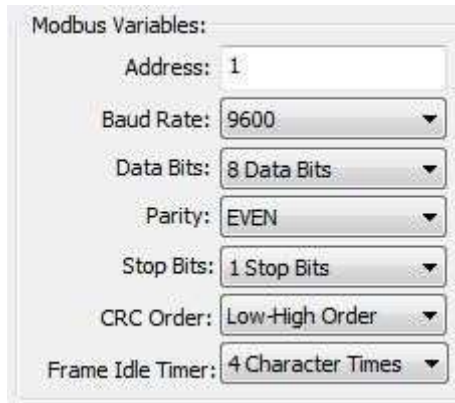 Modbus Variables:
Address: 1
Baud Rate: 9600
Data Bits: 8 Data Bits
Parity: EVEN
Stop Bits: 1 Stop Bits
CRC Order: Low-High Order
Frame Idle Timer: 4 Character Times